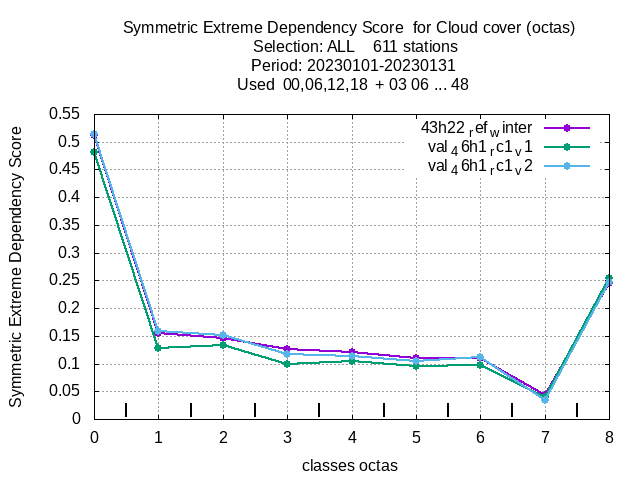 Symmetric Extreme Dependency Score  for Cloud cover (octas)
Selection: ALL    611 stations
Period: 20230101-20230131
Used  00,06,12,18  + 03 06 ... 48
43h22_ref_winter
val_46h1_rc1_v1
val_46h1_rc1_v2
Symmetric Extreme Dependency Score
0.55
0.5
0.45
0.4
0.35
0.3
0.25
0.2
0.15
0.1
0.05
0
0 1 2 3 4 5 6 7 8
classes octas